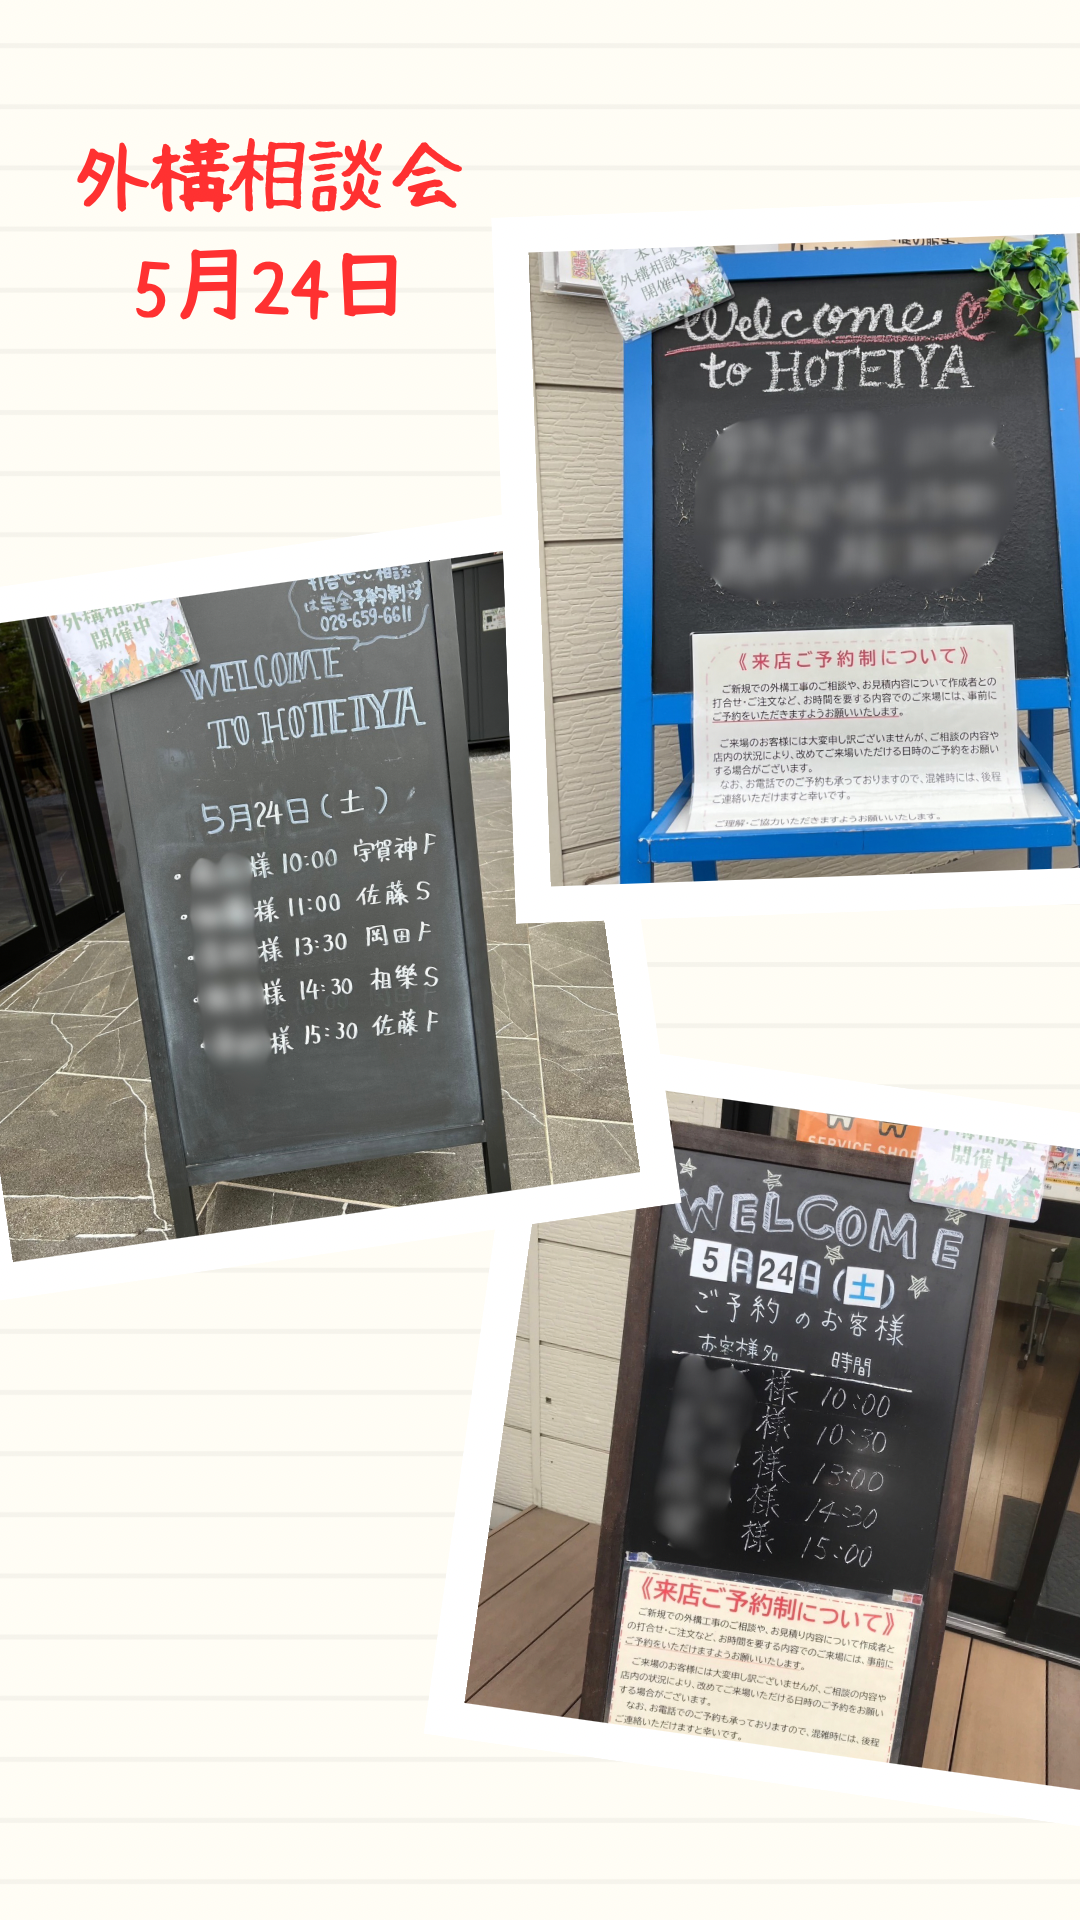 外構相談会
5月24日
本日
外構相談会
開催中
Welcome
to HOTEIYA
《来店ご予約制について》
ご新規での外構工事のご相談や、お見積内容について作成者との
打合せ・ご注文など、お時間を要する内容でのご来場には、事前に
ご予約をいただきますようお願いいたします。
ご来場のお客様には大変申し訳ございませんが、ご相談の内容や
店内の状況により、改めてご来場いただける日時のご予約をお願い
する場合がございます。
なお、お電話でのご予約も承っておりますので、混雑時には、後程
ご連絡いただけますと幸いです。
ご理解・ご協力いただきますようお願いいたします。
外構相談会
開催中
打合せ・ご相談
は完全予約制です
028-659-6611
WELCOME
TO HOTEIYA
5月24日(土)
様 10:00 宇賀神F
様 11:00 佐藤S
様 13:30 岡田F
様 14:30 相樂S
様 15:30 佐藤F
SERVICE SHOP
外構相談会
開催中
WELCOME
5月24日(土)
ご予約のお客様
お客様名 時間
様 10:00
様 10:30
様 13:00
様 14:30
様 15:00
《来店ご予約制について》
ご新規での外構工事のご相談や、お見積り内容について作成者と
の打合せ・ご注文など、お時間を要する内容でのご来場には、事前に
ご予約をいただけますようお願いいたします。
ご来場のお客様には大変申し訳ございませんが、ご相談の内容や
店内の状況により、改めてご来場いただける日時のご予約をお願い
する場合がございます。
なお、お電話でのご予約も承っておりますので、混雑時には、後程
ご連絡いただけますと幸いです。